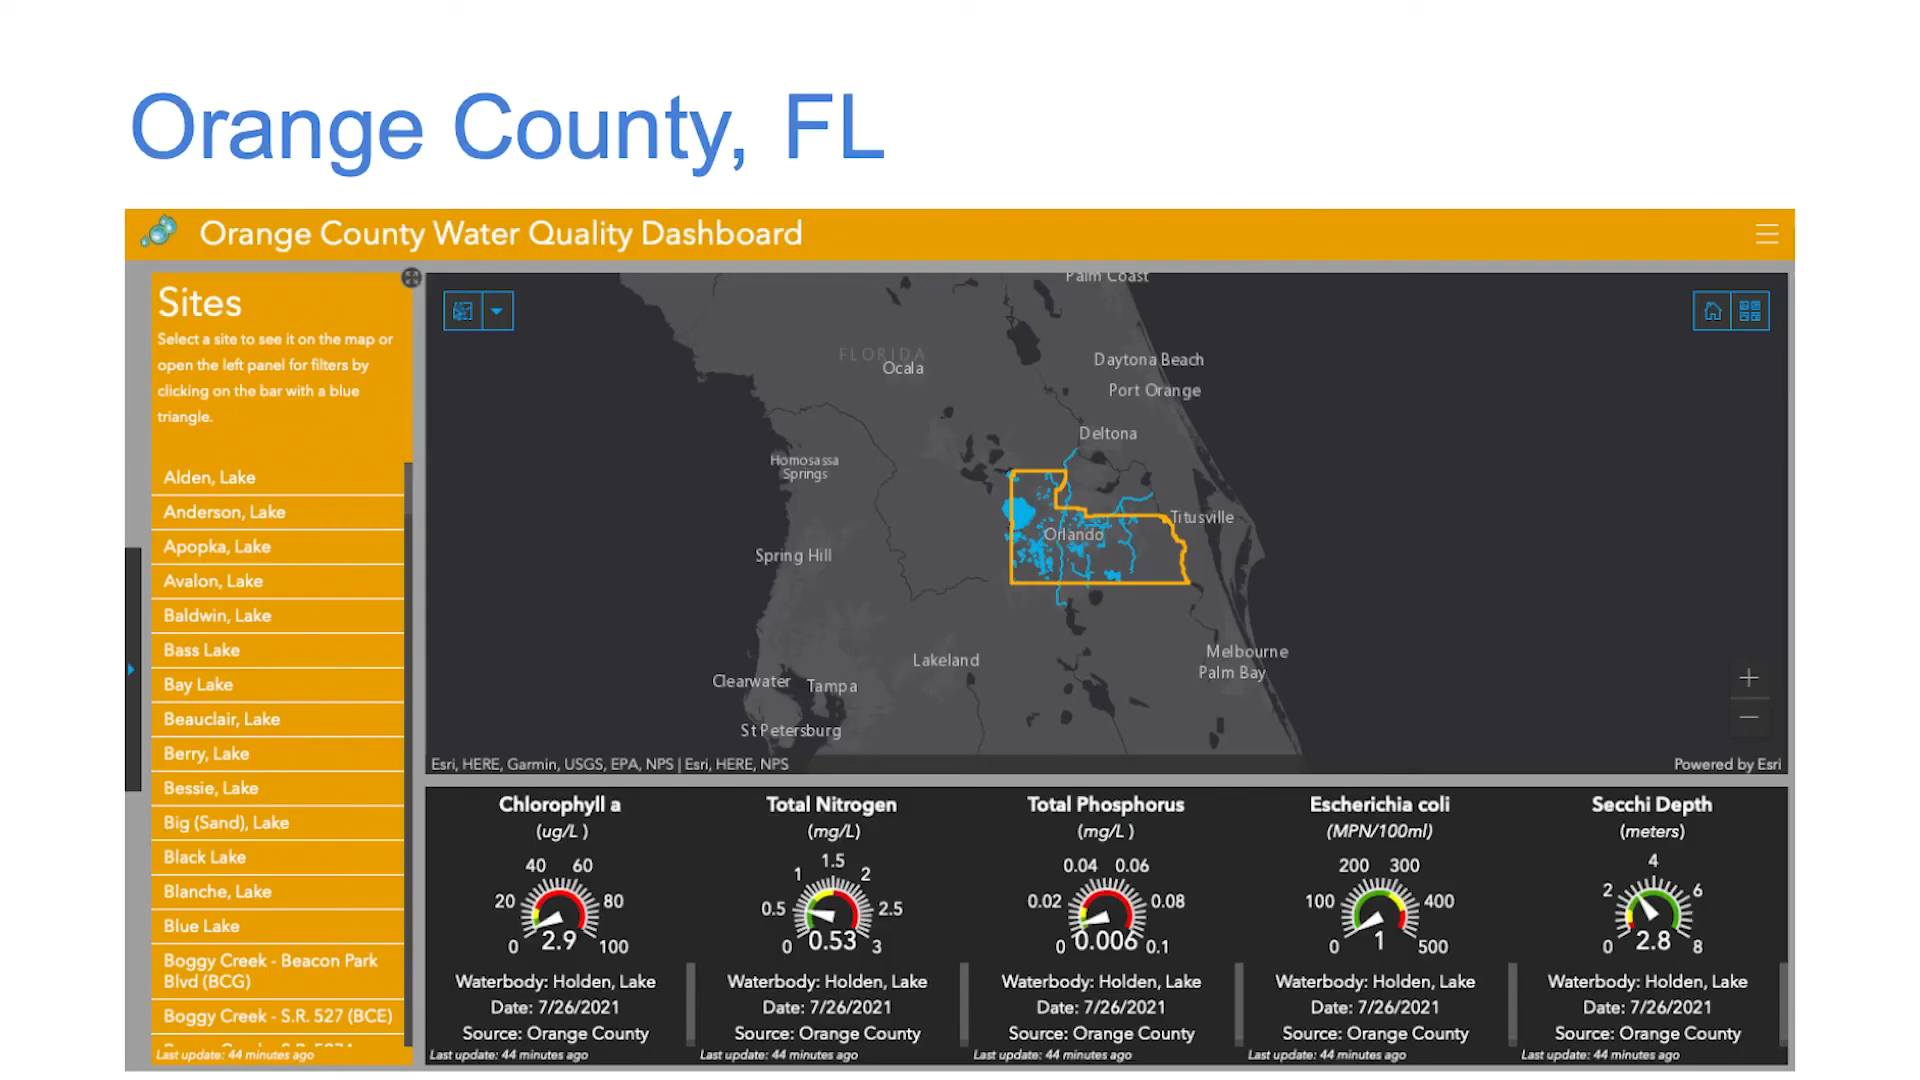 Orange County, FL
Orange County Water Quality Dashboard
Sites
Select a site to see it on the map or
open the left panel for filters by
clicking on the bar with a blue
triangle.
Alden, Lake
Anderson, Lake
Apopka, Lake
Avalon, Lake
Baldwin, Lake
Bass Lake
Bay Lake
Beauclair, Lake
Berry, Lake
Bessie, Lake
Big (Sand), Lake
Black Lake
Blanche, Lake
Blue Lake
Boggy Creek - Beacon Park
Blvd (BCG)
Boggy Creek - S.R. 527 (BCE)
Last update: 44 minutes ago
Palm Coast
FLORIDA
Ocala
Daytona Beach
Port Orange
Deltona
Homosassa
Springs
Titusville
Orlando
Spring Hill
Lakeland
Melbourne
Palm Bay
Clearwater
Tampa
St Petersburg
Esri, HERE, Garmin, USGS, EPA, NPS | Esri, HERE, NPS
Powered by Esri
Chlorophyll a
(ug/L )
0 20 40 60 80 100
2.9
Waterbody: Holden, Lake
Date: 7/26/2021
Source: Orange County
Last update: 44 minutes ago
Total Nitrogen
(mg/L)
0 0.5 1 1.5 2 2.5 3
0.53
Waterbody: Holden, Lake
Date: 7/26/2021
Source: Orange County
Last update: 44 minutes ago
Total Phosphorus
(mg/L )
0 0.02 0.04 0.06 0.08 0.1
0.006
Waterbody: Holden, Lake
Date: 7/26/2021
Source: Orange County
Last update: 44 minutes ago
Escherichia coli
(MPN/100ml)
0 100 200 300 400 500
1
Waterbody: Holden, Lake
Date: 7/26/2021
Source: Orange County
Last update: 44 minutes ago
Secchi Depth
(meters)
0 2 4 6 8
2.8
Waterbody: Holden, Lake
Date: 7/26/2021
Source: Orange County
Last update: 44 minutes ago